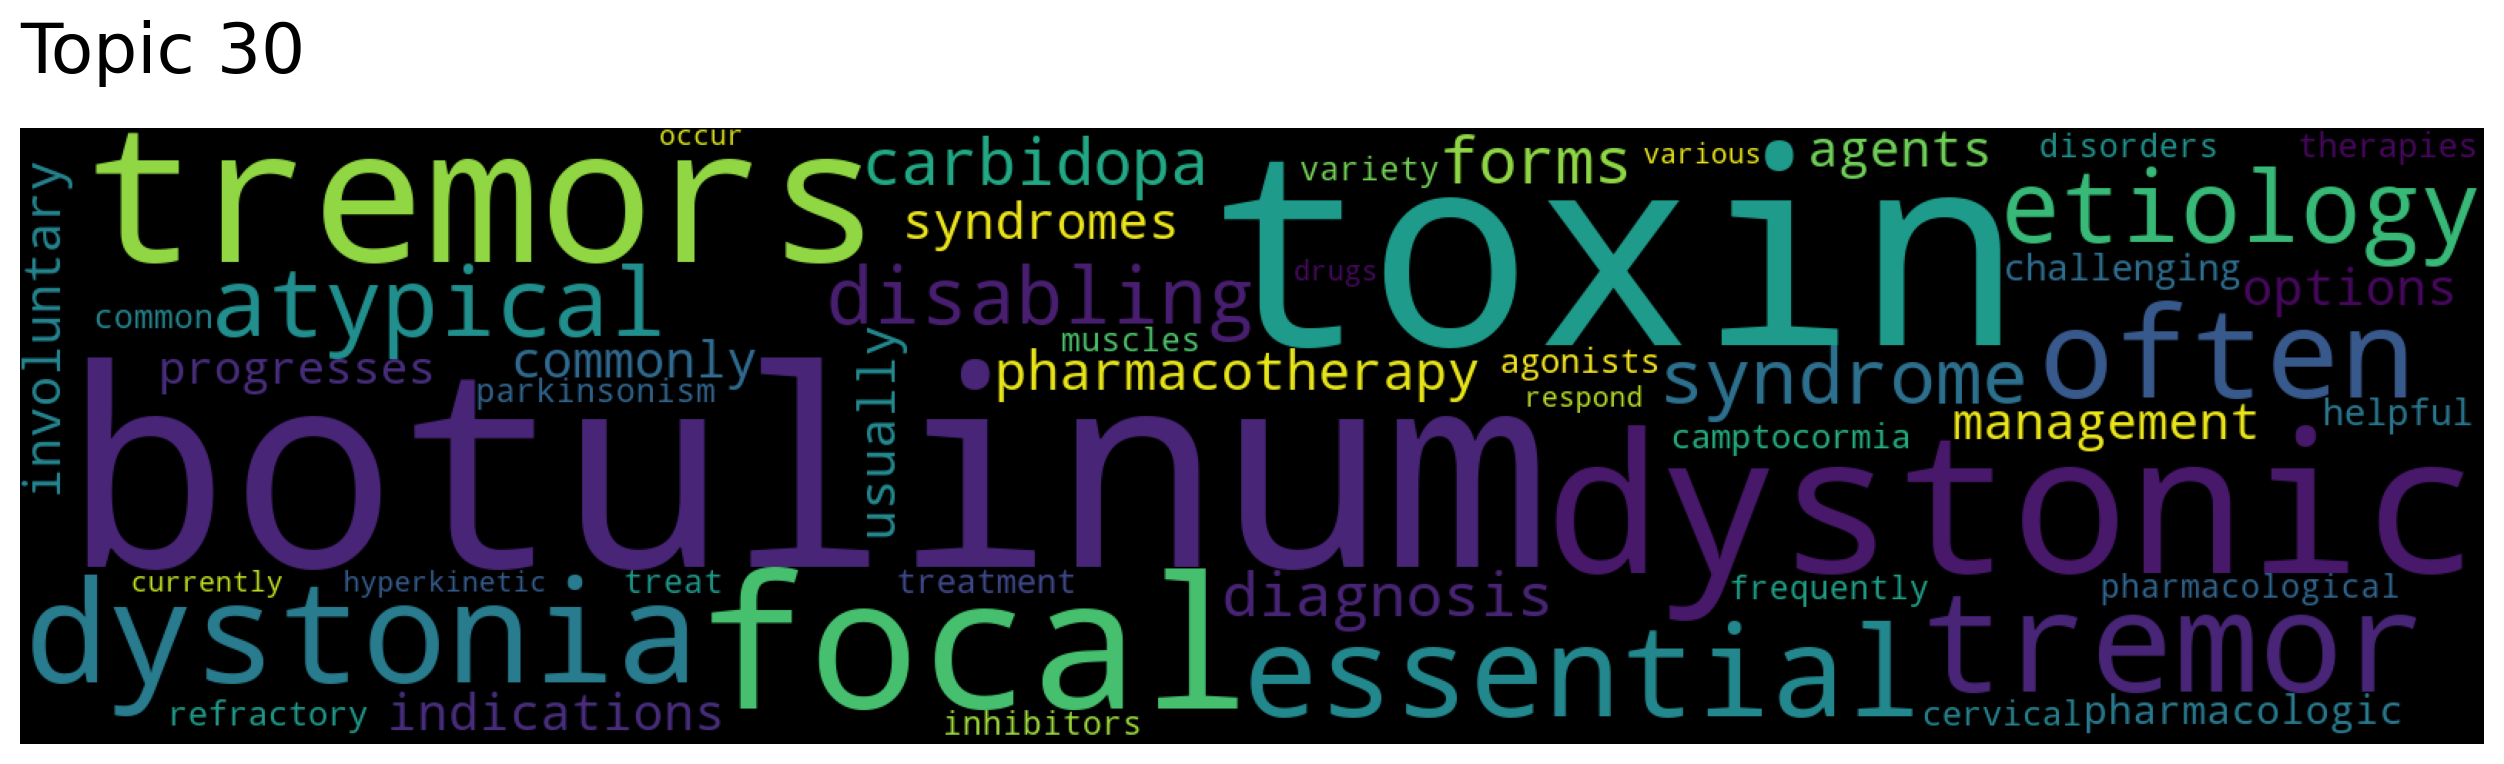 Topic 30
occur
tremors
carbidopa
variety
forms
various
agents
disorders
therapies
involuntary
syndromes
toxin
etiology
common
atypical
disabling
drugs
challenging
options
muscles
often
progresses
commonly
parkinsonism
usually
pharmacotherapy
agonists
respond
syndrome
management
helpful
camptocormia
botulinum
dystonic
currently
hyperkinetic
treat
treatment
diagnosis
frequently
pharmacological
dystonia
focal
essential
tremor
refractory
indications
inhibitors
cervical
pharmacologic